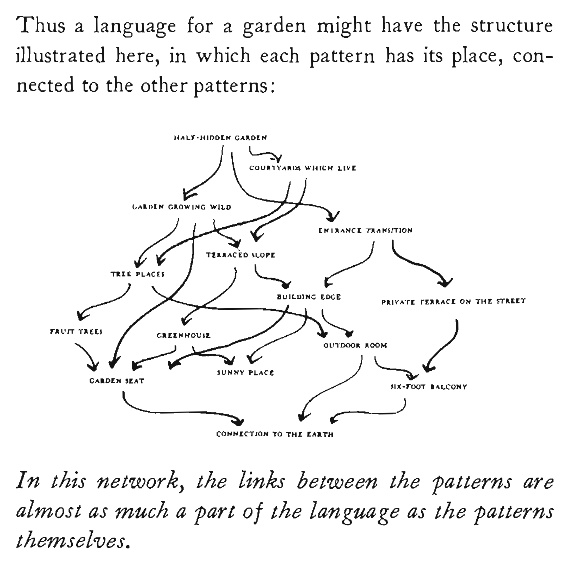 Thus a language for a garden might have the structure
illustrated here, in which each pattern has its place, con-
nected to the other patterns:
HALF-HIDDEN GARDEN
COURTYARDS WHICH LIVE
GARDEN GROWING WILD
ENTRANCE TRANSITION
TERRACED SLOPE
TREE PLACES
BUILDING EDGE
PRIVATE TERRACE ON THE STREET
FRUIT TREES
GREENHOUSE
OUTDOOR ROOM
GARDEN SEAT
SUNNY PLACE
SIX-FOOT BALCONY
CONNECTION TO THE EARTH
In this network, the links between the patterns are
almost as much a part of the language as the patterns
themselves.